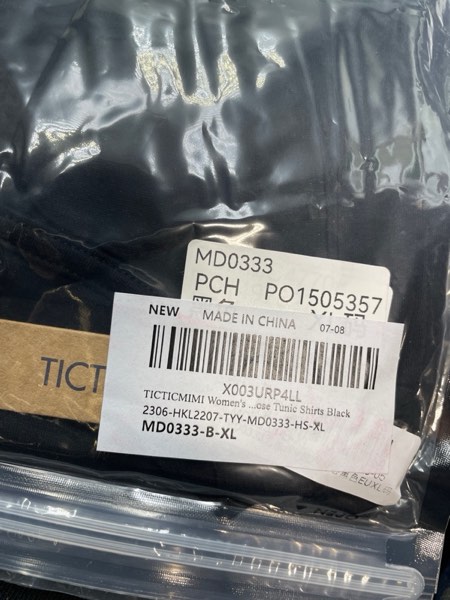 MD0333
PCH PO1505357
NEW MADE IN CHINA 07-08
X003URP4LL
TICTICMIMI Women's ...ose Tunic Shirts Black
2306-HKL2207-TYY-MD0333-HS-XL
MD0333-B-XL
TICT